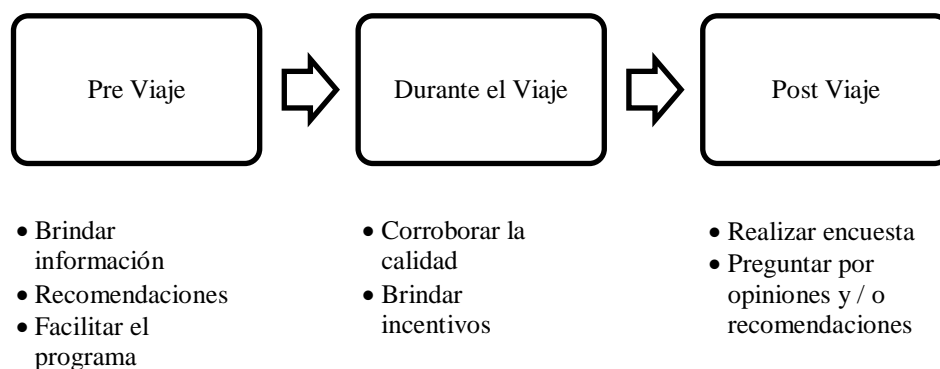 Pre Viaje
Durante el Viaje
Post Viaje
• Brindar
información
• Recomendaciones
• Facilitar el
programa
• Corroborar la
calidad
• Brindar
incentivos
• Realizar encuesta
• Preguntar por
opiniones y / o
recomendaciones